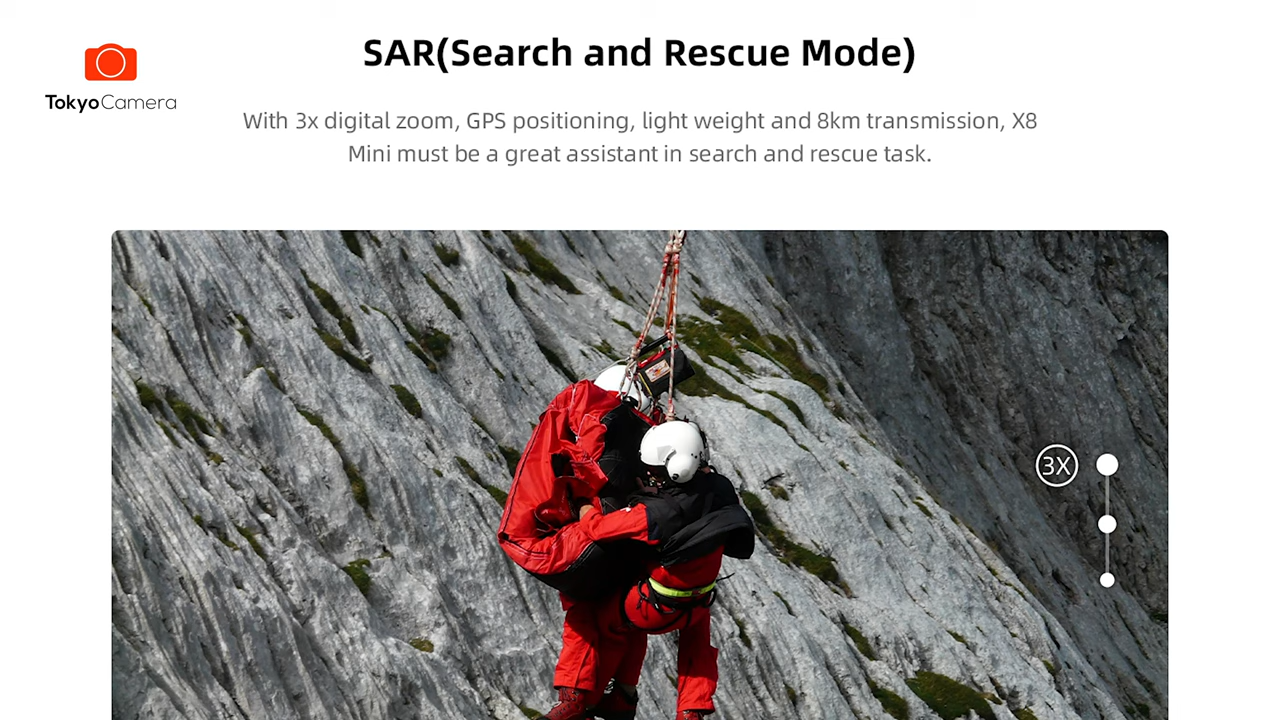 SAR(Search and Rescue Mode)
TokyoCamera
With 3x digital zoom, GPS positioning, light weight and 8km transmission, X8
Mini must be a great assistant in search and rescue task.
3X